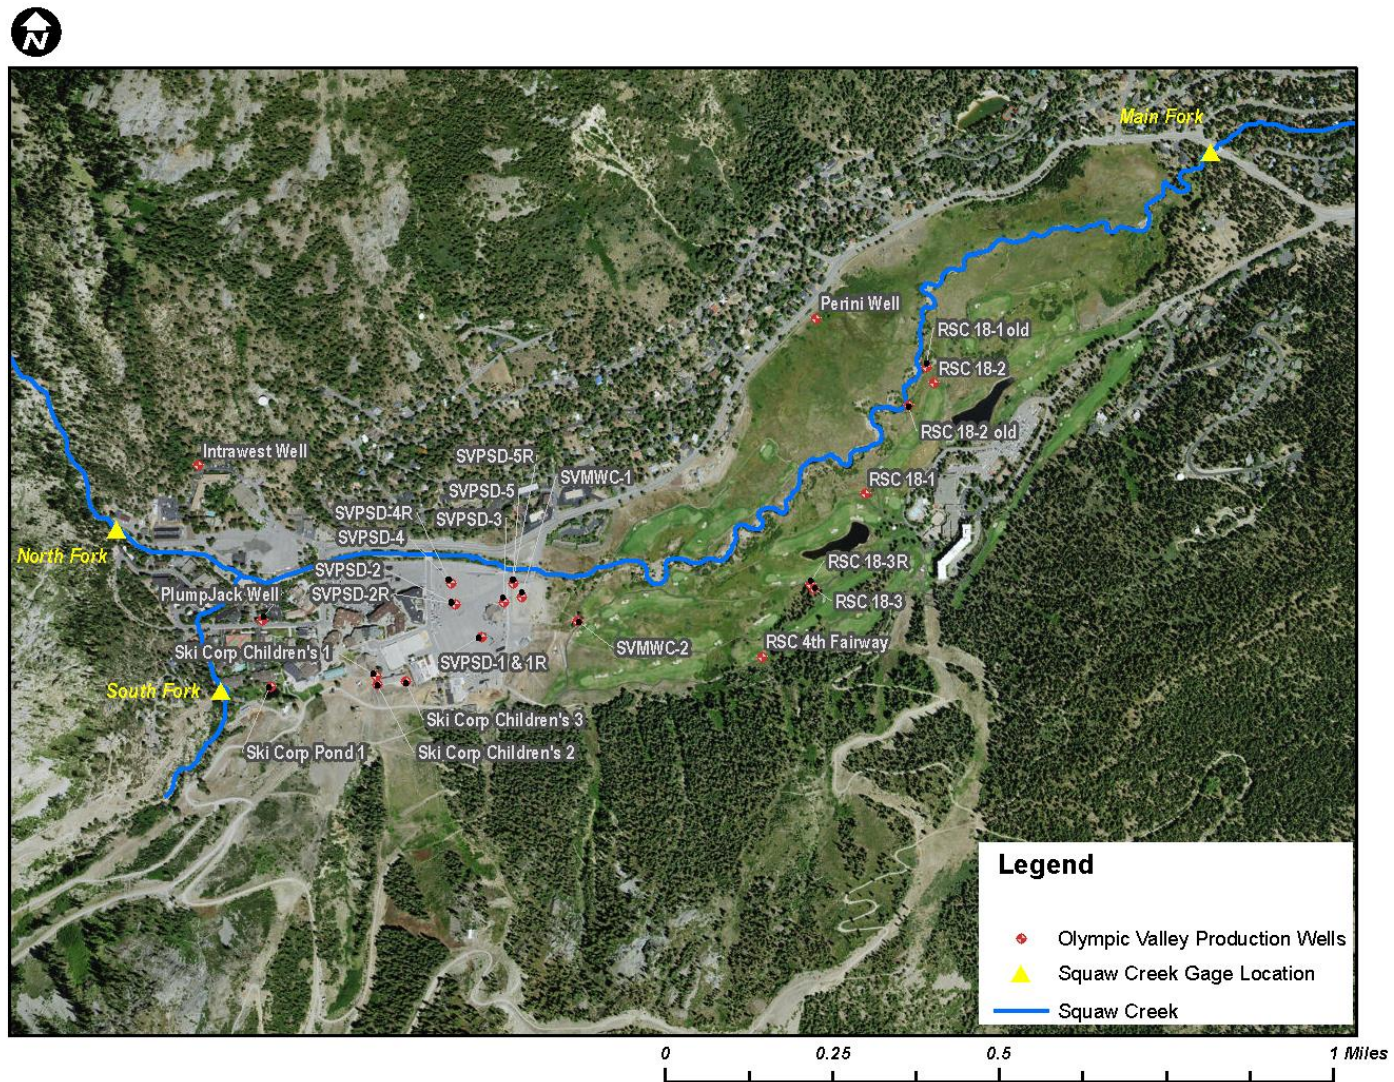 N
Main Fork
Perini Well
RSC 18-1 old
RSC 18-2
RSC 18-2 old
Intrawest Well
SVPSD-5R
SVMWC-1
SVPSD-5
RSC 18-1
SVPSD-4R
SVPSD-3
SVPSD-4
North Fork
SVPSD-2
RSC 18-3R
PlumpJack Well
SVPSD-2R
RSC 18-3
RSC 4th Fairway
Ski Corp Children's 1
SVMWC-2
SVPSD-1 & 1R
South Fork
Ski Corp Children's 3
Ski Corp Pond 1
Ski Corp Children's 2
Legend
Olympic Valley Production Wells
Squaw Creek Gage Location
Squaw Creek
0 0.25 0.5 1 Miles